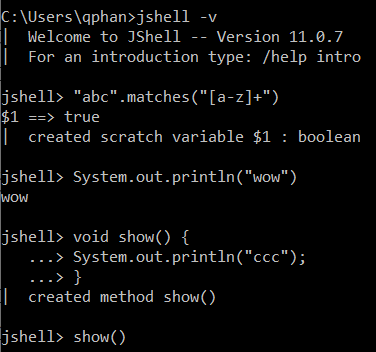 C:\Users\qphan>jshell -v
|  Welcome to JShell -- Version 11.0.7
|  For an introduction type: /help intro
jshell> "abc".matches("[a-z]+")
$1 ==> true
|  created scratch variable $1 : boolean
jshell> System.out.println("wow")
wow
jshell> void show() {
   ...> System.out.println("ccc");
   ...> }
|  created method show()
jshell> show()